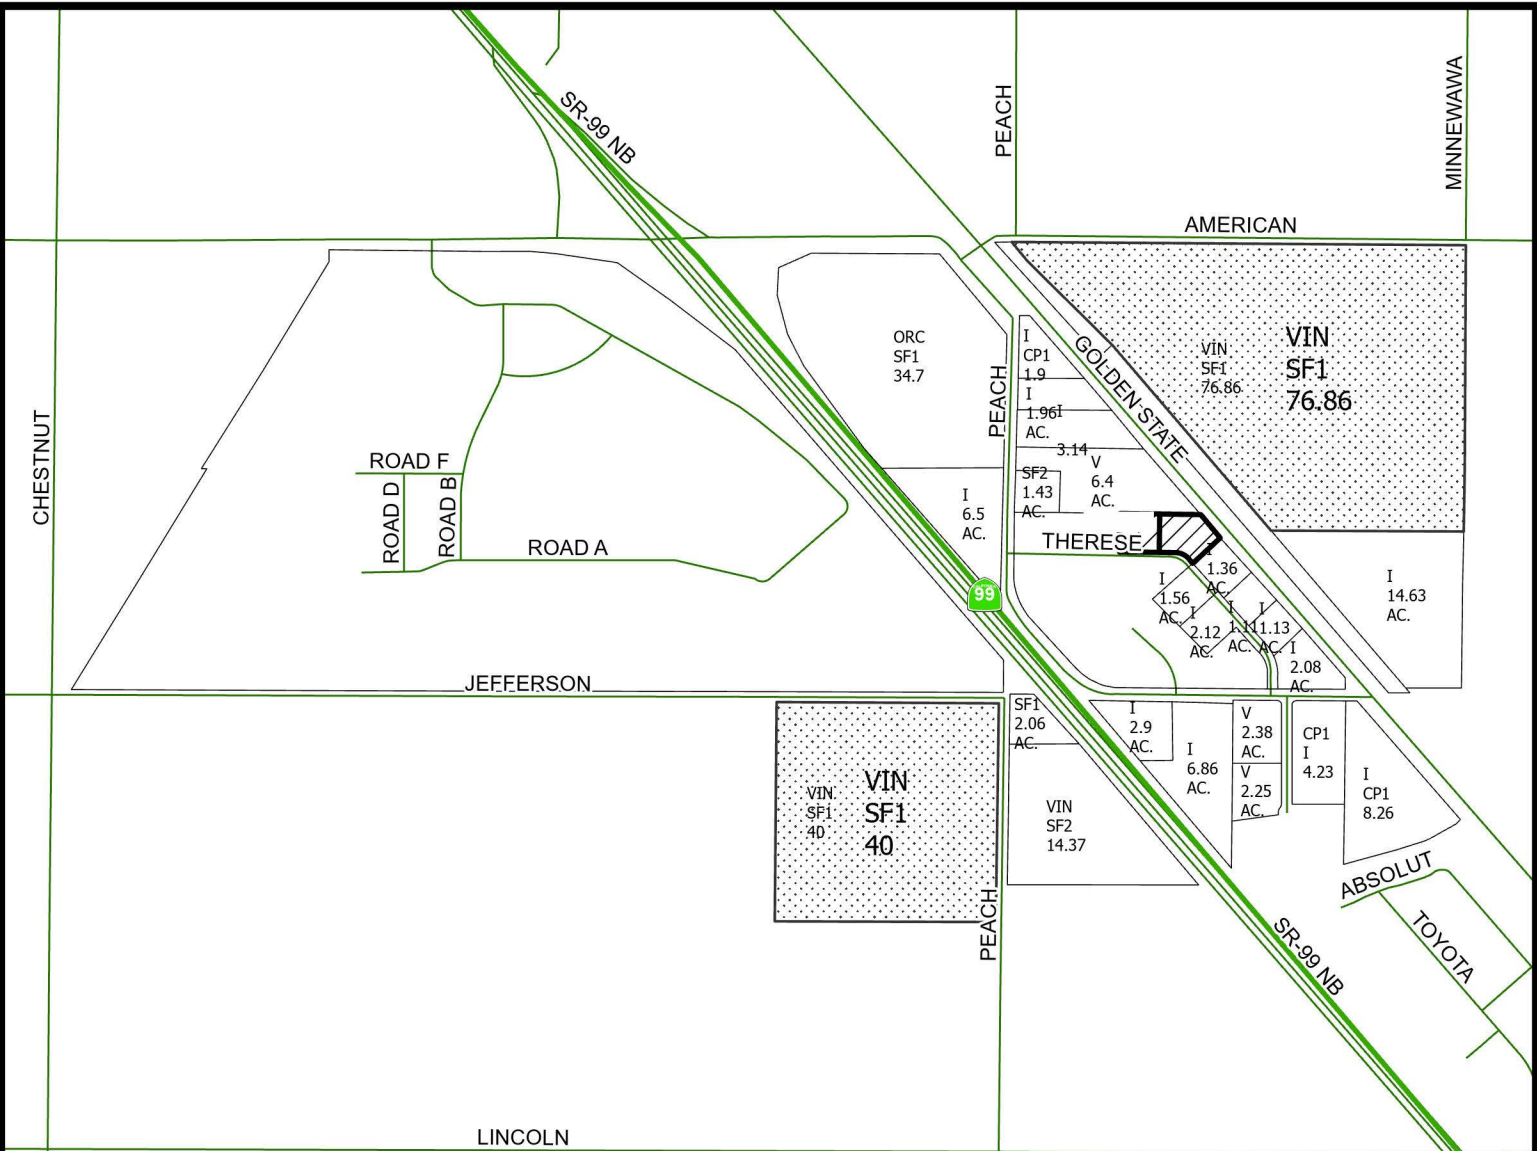 SR-99 NB
PEACH
MINNEWAWA
AMERICAN
ORC
SF1
34.7
I
CP1
1.9
GOLDEN STATE
VIN
SF1
76.86
VIN
SF1
76.86
PEACH
I
1.96
AC.
I
3.14
CHESTNUT
ROAD F
ROAD D
ROAD B
ROAD A
I
6.5
AC.
SF2
1.43
AC.
V
6.4
AC.
THERESE
99
I
1.36
AC.
I
1.56
AC.
I
2.12
AC.
I
1.11
AC.
I
1.13
AC.
I
2.08
AC.
I
14.63
AC.
JEFFERSON
SF1
2.06
AC.
I
2.9
AC.
I
6.86
AC.
V
2.38
AC.
V
2.25
AC.
CP1
I
4.23
I
CP1
8.26
VIN
SF1
40
VIN
SF1
40
VIN
SF2
14.37
PEACH
ABSOLUT
TOYOTA
SR-99 NB
LINCOLN